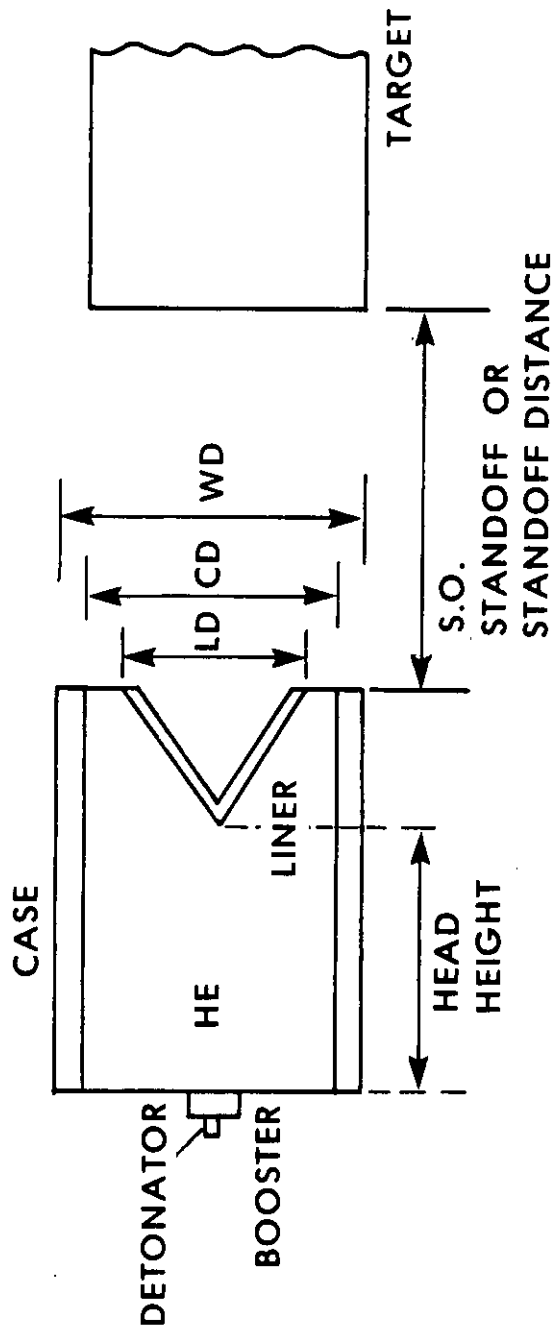 CASE
DETONATOR
BOOSTER
HE
LINER
HEAD
HEIGHT
LD
CD
WD
S.O.
STANDOFF OR
STANDOFF DISTANCE
TARGET